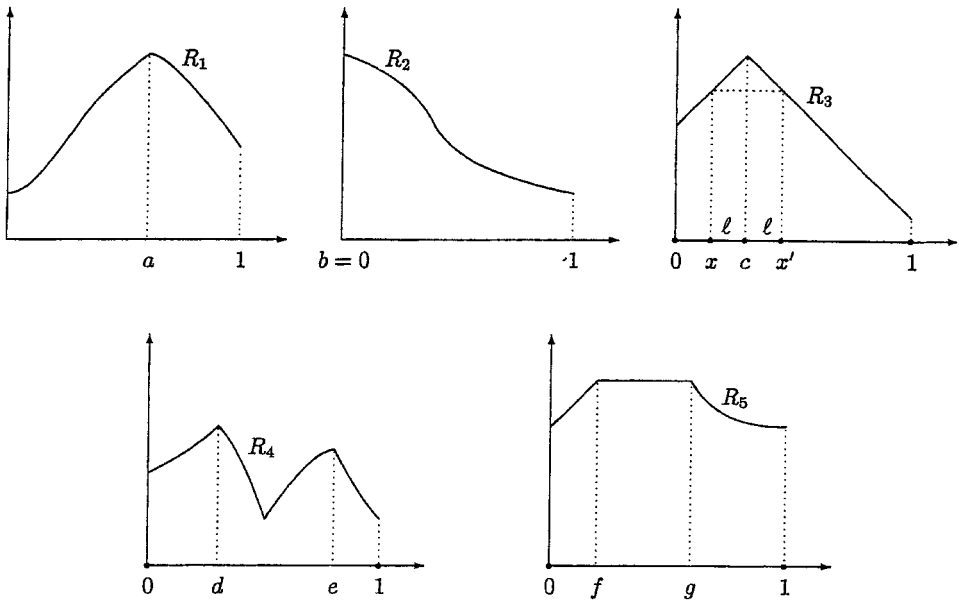 R₁
a 1
R₂
b = 0 1
R₃
ℓ ℓ
0 x c x′ 1
R₄
0 d e 1
R₅
0 f g 1